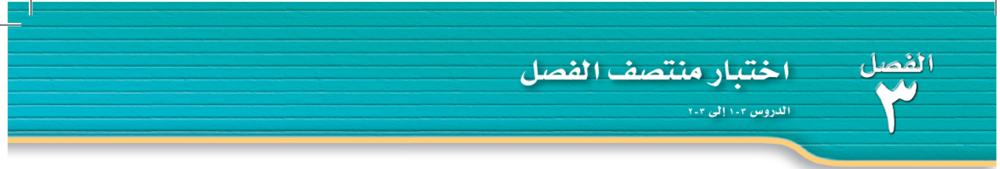 الفصل
٣
اختبار منتصف الفصل
الدروس ٣-١ إلى ٣-٢